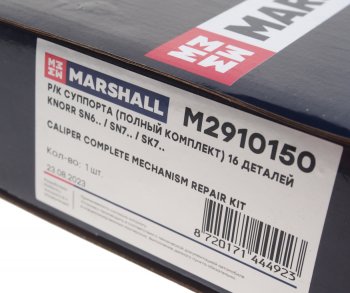 MARSHALL
MARSHALL
M2910150
Р/К СУППОРТА (ПОЛНЫЙ КОМПЛЕКТ) 16 ДЕТАЛЕЙ
KNORR SN6.. / SN7.. / SK7..
CALIPER COMPLETE MECHANISM REPAIR KIT
Кол-во: 1 шт.
23 08 2023
8 720171 444923